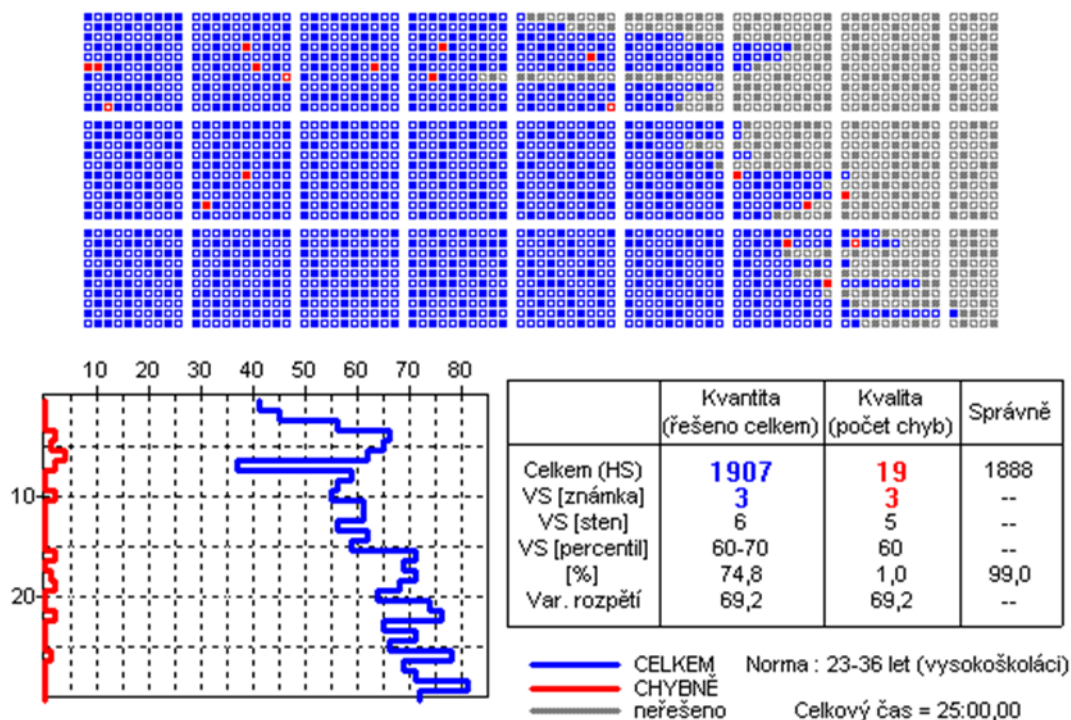 10 20 30 40 50 60 70 80
10
20
Kvantita (řešeno celkem) Kvalita (počet chyb) Správně
Celkem (HS) 1907 19 1888
VS [známka] 3 3 --
VS [sten] 6 5 --
VS [percentil] 60-70 60 --
[%] 74,8 1,0 99,0
Var. rozpětí 69,2 69,2 --
CELKEM Norma : 23-36 let (vysokoškoláci)
CHYBNĚ
neřešeno Celkový čas = 25:00,00